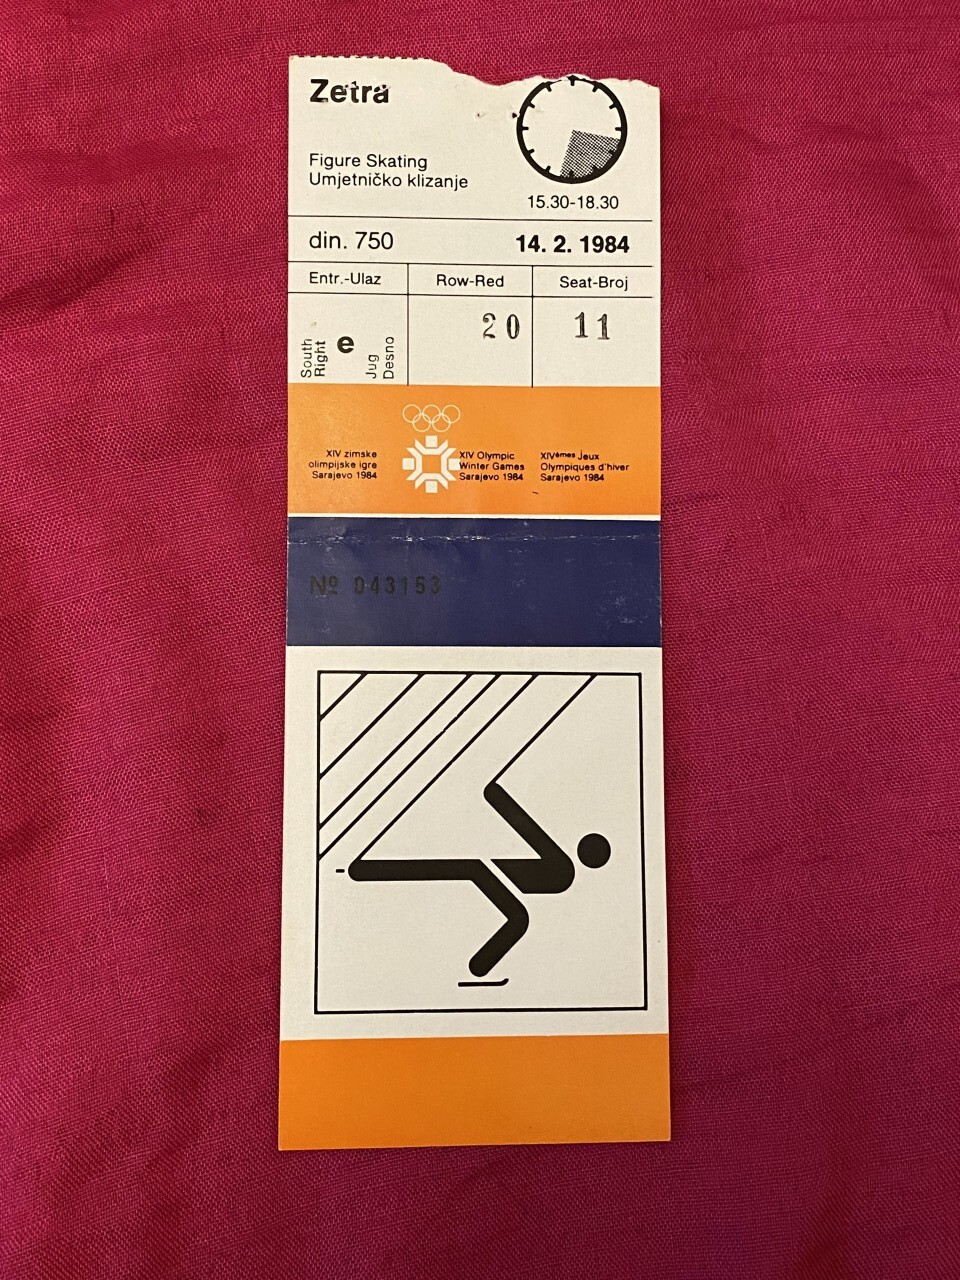 Zetra
Figure Skating
Umjetničko klizanje
15.30-18.30
din. 750
14. 2. 1984
Entr.-Ulaz
Row-Red
Seat-Broj
South
Right
e
Jug
Desno
20
11
XIV zimske
olimpijske igre
Sarajevo 1984
XIV Olympic
Winter Games
Sarajevo 1984
XIVèmes Jeux
Olympiques d'hiver
Sarajevo 1984
Nº 043153